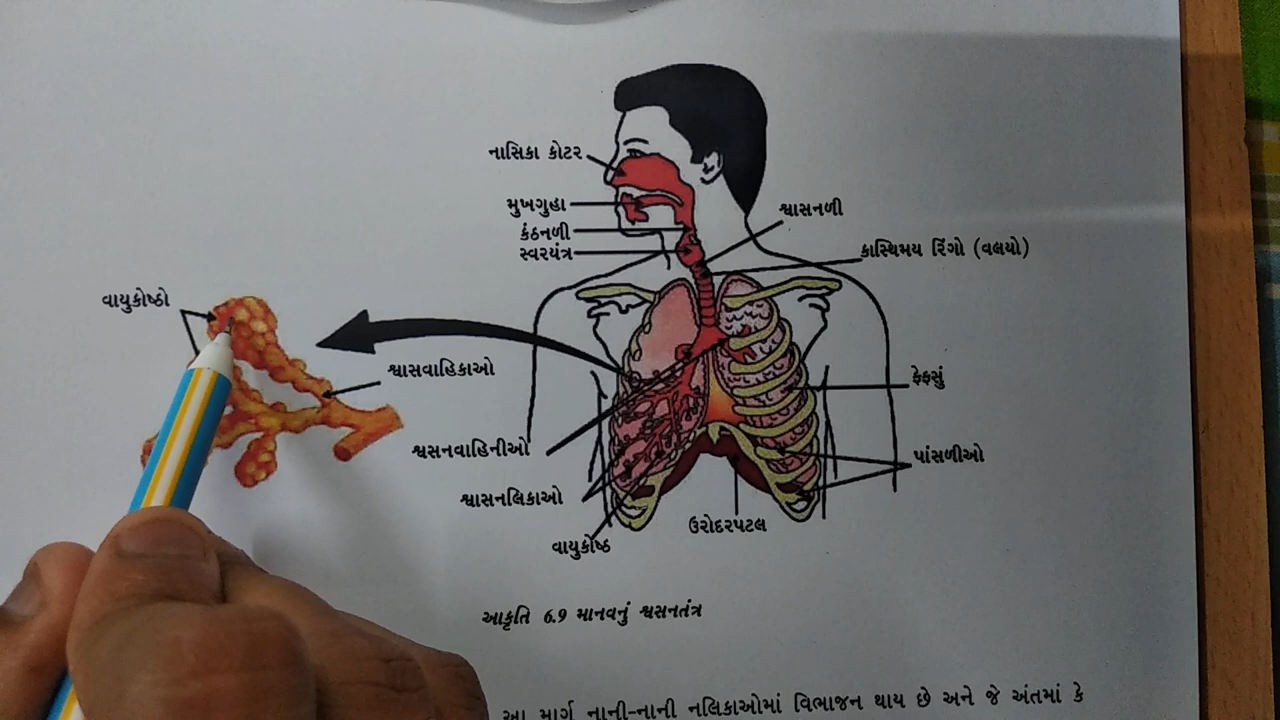 નાસિકા કોટર
મુખગુહા
કંઠનળી
સ્વરયંત્ર
શ્વાસનળી
કાસ્થિમય રિંગો (વલયો)
વાયુકોષ્ઠો
શ્વાસવાહિકાઓ
ફેફસું
શ્વસનવાહિનીઓ
પાંસળીઓ
શ્વાસનલિકાઓ
ઉરોદરપટલ
વાયુકોષ્ઠ
આકૃતિ 6.9 માનવનું શ્વસનતંત્ર
આ માર્ગ નાની-નાની નલિકાઓમાં વિભાજન થાય છે અને જે અંતમાં કે